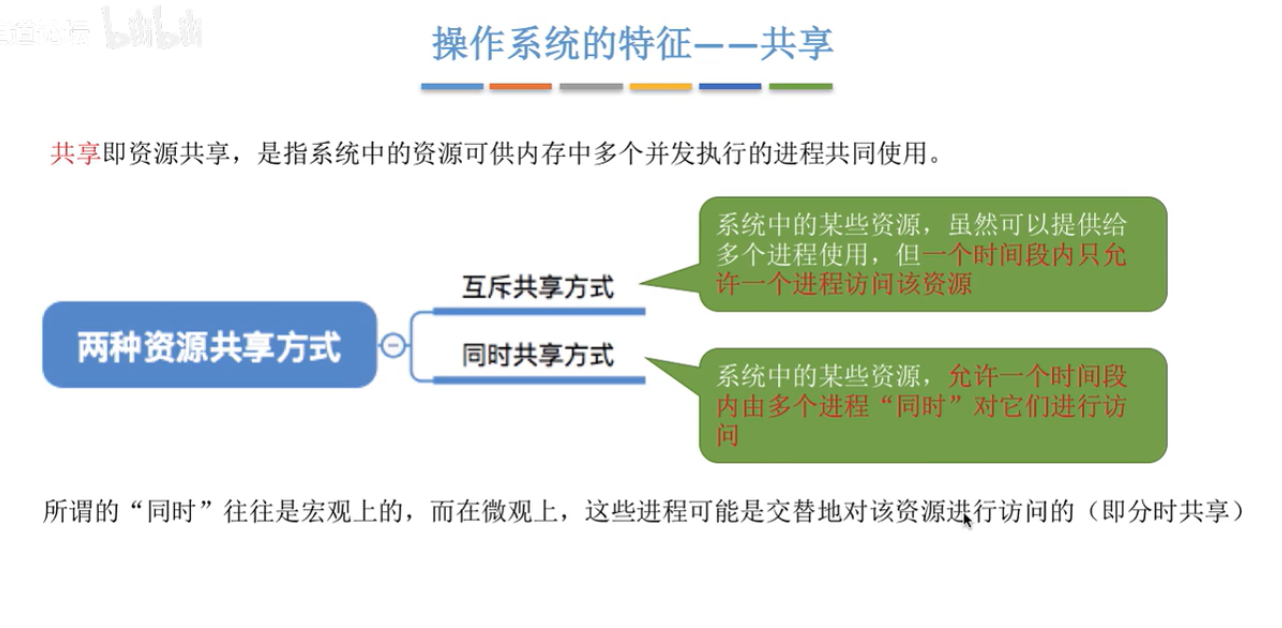 bilibili
操作系统的特征——共享
共享即资源共享，是指系统中的资源可供内存中多个并发执行的进程共同使用。
系统中的某些资源，虽然可以提供给
多个进程使用，但一个时间段内只允
许一个进程访问该资源
互斥共享方式
两种资源共享方式
同时共享方式
系统中的某些资源，允许一个时间段
内由多个进程“同时”对它们进行访
问
所谓的“同时”往往是宏观上的，而在微观上，这些进程可能是交替地对该资源进行访问的（即分时共享）